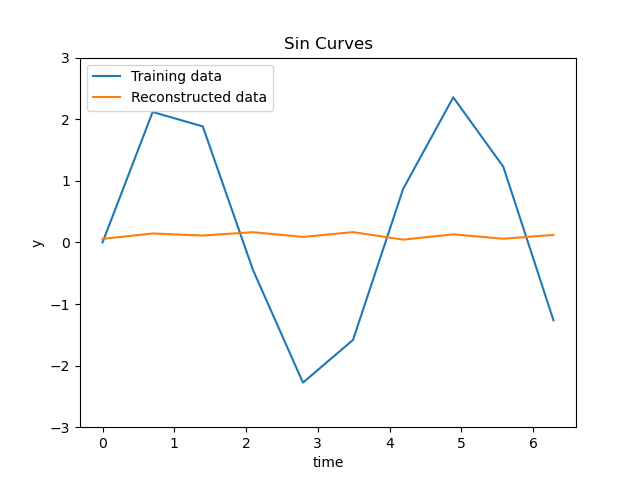 Sin Curves
Training data
Reconstructed data
3
2
1
0
−1
−2
−3
y
0 1 2 3 4 5 6
time